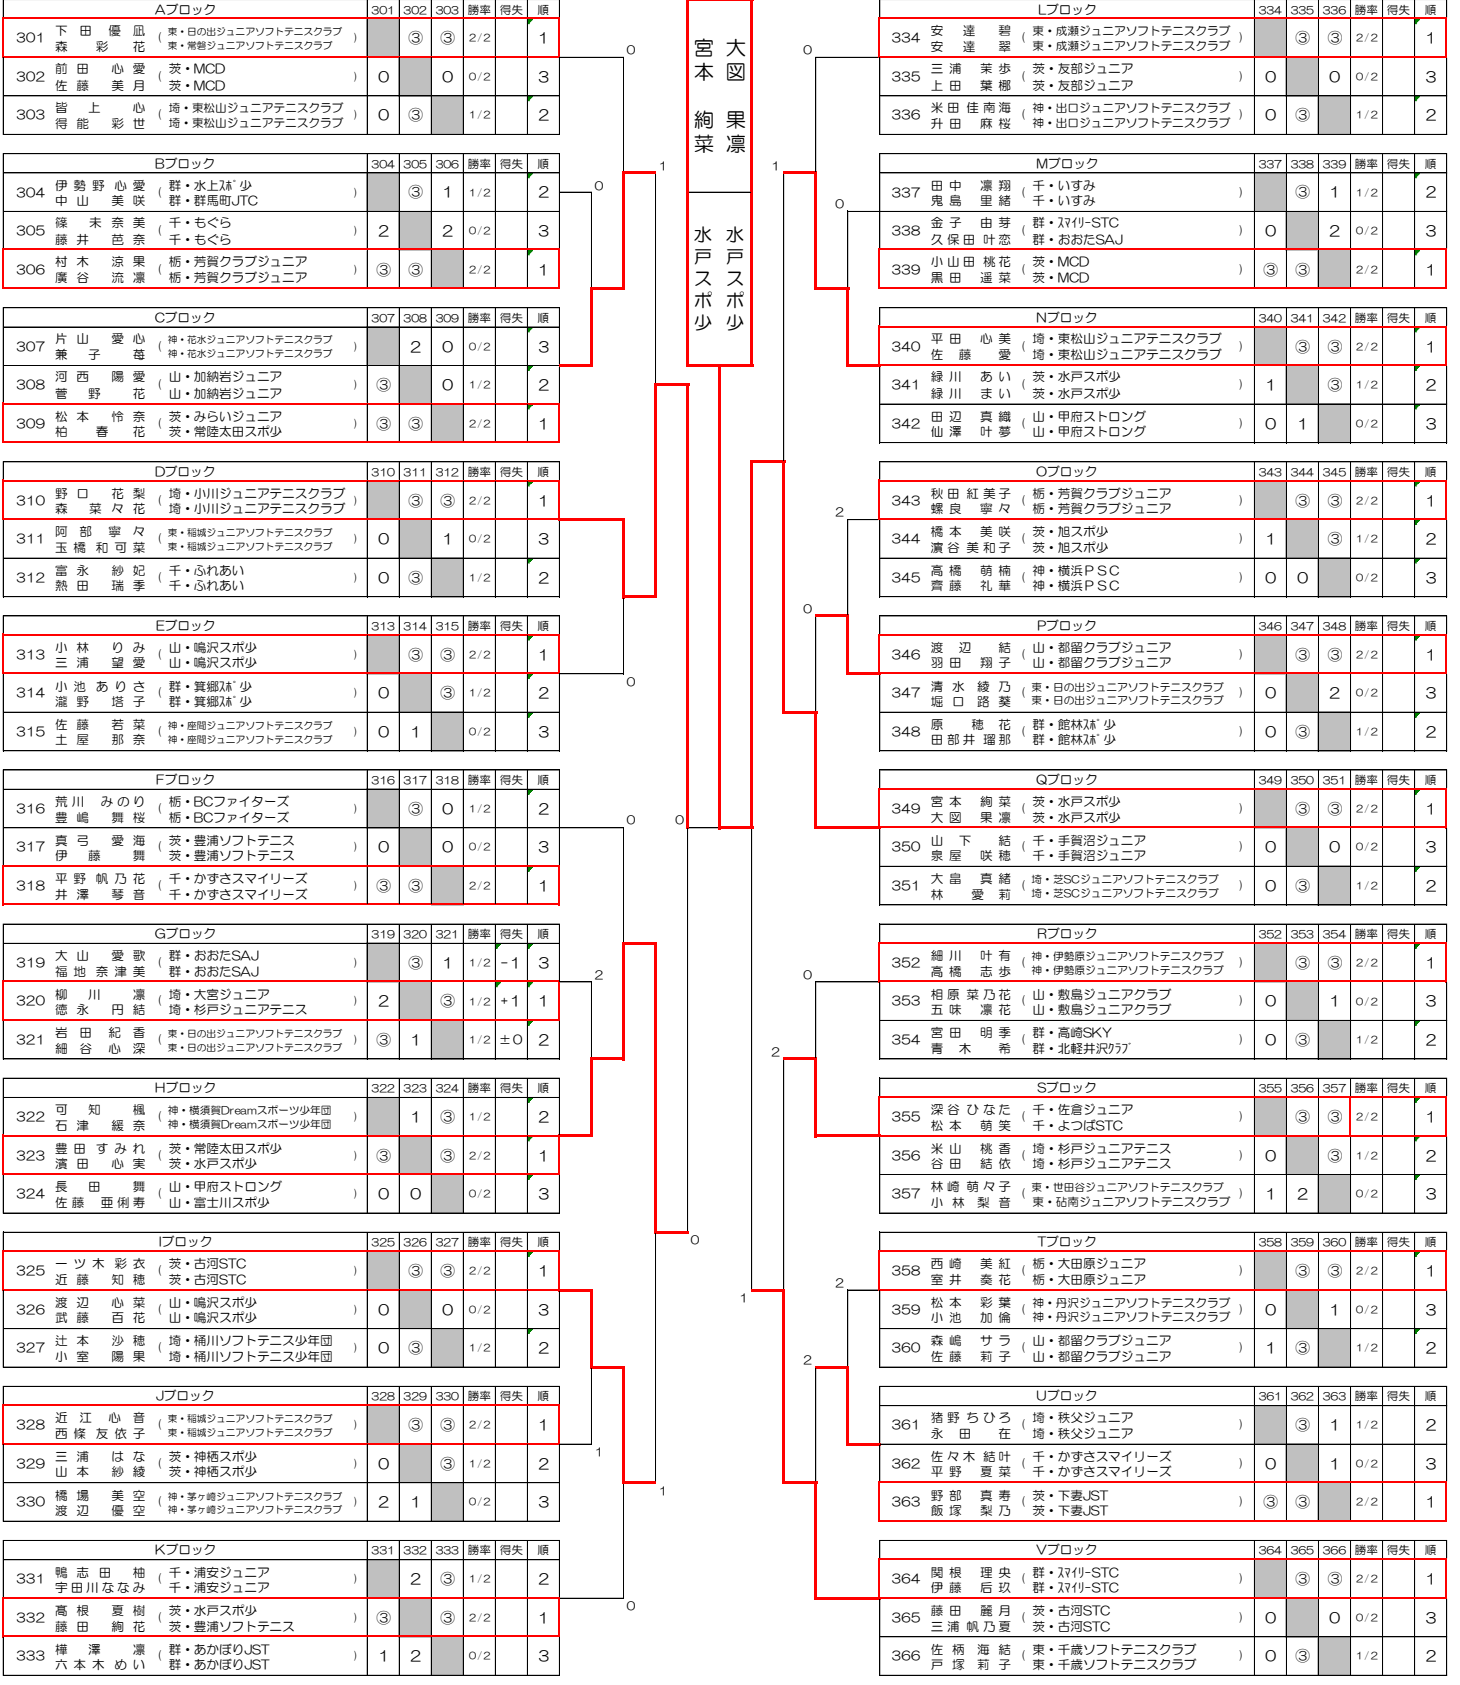 Aブロック 301 302 303 勝率 得失 順
301 下田優凪 森彩花 (東・日の出ジュニアソフトテニスクラブ 東・常磐ジュニアソフトテニスクラブ) ③ ③ 2/2 1
302 前田心愛 佐藤美月 (茨・MCD 茨・MCD) 0 0 0/2 3
303 皆上心 得能彩世 (埼・東松山ジュニアテニスクラブ 埼・東松山ジュニアテニスクラブ) 0 ③ 1/2 2
Bブロック 304 305 306 勝率 得失 順
304 伊勢野心愛 中山美咲 (群・水上スポ少 群・群馬町JTC) ③ 1 1/2 2
305 篠未奈美 藤井芭奈 (千・もぐら 千・もぐら) 2 2 0/2 3
306 村木涼果 廣谷流凛 (栃・芳賀クラブジュニア 栃・芳賀クラブジュニア) ③ ③ 2/2 1
Cブロック 307 308 309 勝率 得失 順
307 片山愛心 兼子苺 (神・花水ジュニアソフトテニスクラブ 神・花水ジュニアソフトテニスクラブ) 2 0 0/2 3
308 河西陽愛 菅野花 (山・加納岩ジュニア 山・加納岩ジュニア) ③ 0 1/2 2
309 松本怜奈 柏春花 (茨・みらいジュニア 茨・常陸太田スポ少) ③ ③ 2/2 1
Dブロック 310 311 312 勝率 得失 順
310 野口花梨 森菜々花 (埼・小川ジュニアテニスクラブ 埼・小川ジュニアテニスクラブ) ③ ③ 2/2 1
311 阿部寧々 玉橋和可菜 (東・稲城ジュニアソフトテニスクラブ 東・稲城ジュニアソフトテニスクラブ) 0 1 0/2 3
312 富永紗妃 熱田瑞季 (千・ふれあい 千・ふれあい) 0 ③ 1/2 2
Eブロック 313 314 315 勝率 得失 順
313 小林りみ 三浦望愛 (山・鳴沢スポ少 山・鳴沢スポ少) ③ ③ 2/2 1
314 小池ありさ 瀧野塔子 (群・箕郷スポ少 群・箕郷スポ少) 0 ③ 1/2 2
315 佐藤若菜 土屋那奈 (神・座間ジュニアソフトテニスクラブ 神・座間ジュニアソフトテニスクラブ) 0 1 0/2 3
Fブロック 316 317 318 勝率 得失 順
316 荒川みのり 豊嶋舞桜 (栃・BCファイターズ 栃・BCファイターズ) ③ 0 1/2 2
317 真弓愛海 伊藤舞 (茨・豊浦ソフトテニス 茨・豊浦ソフトテニス) 0 0 0/2 3
318 平野帆乃花 井澤琴音 (千・かずさスマイリーズ 千・かずさスマイリーズ) ③ ③ 2/2 1
Gブロック 319 320 321 勝率 得失 順
319 大山愛歌 福地奈津美 (群・おおたSAJ 群・おおたSAJ) ③ 1 1/2 -1 3
320 柳川凛 徳永円結 (埼・大宮ジュニア 埼・杉戸ジュニアテニス) 2 ③ 1/2 +1 1
321 岩田紀香 細谷心深 (東・日の出ジュニアソフトテニスクラブ 東・日の出ジュニアソフトテニスクラブ) ③ 1 1/2 ±0 2
Hブロック 322 323 324 勝率 得失 順
322 可知楓 石津緩奈 (神・横須賀Dreamスポーツ少年団 神・横須賀Dreamスポーツ少年団) 1 ③ 1/2 2
323 豊田すみれ 濱田心実 (茨・常陸太田スポ少 茨・水戸スポ少) ③ ③ 2/2 1
324 長田舞 佐藤亜俐寿 (山・甲府ストロング 山・富士川スポ少) 0 0 0/2 3
Iブロック 325 326 327 勝率 得失 順
325 一ツ木彩衣 近藤知穂 (茨・古河STC 茨・古河STC) ③ ③ 2/2 1
326 渡辺心菜 武藤百花 (山・鳴沢スポ少 山・鳴沢スポ少) 0 0 0/2 3
327 辻本沙穂 小室陽果 (埼・桶川ソフトテニス少年団 埼・桶川ソフトテニス少年団) 0 ③ 1/2 2
Jブロック 328 329 330 勝率 得失 順
328 近江心音 西條友依子 (東・稲城ジュニアソフトテニスクラブ 東・稲城ジュニアソフトテニスクラブ) ③ ③ 2/2 1
329 三浦はな 山本紗綾 (茨・神栖スポ少 茨・神栖スポ少) 0 ③ 1/2 2
330 橋場美空 渡辺優空 (神・茅ヶ崎ジュニアソフトテニスクラブ 神・茅ヶ崎ジュニアソフトテニスクラブ) 2 1 0/2 3
Kブロック 331 332 333 勝率 得失 順
331 鴨志田柚 宇田川ななみ (千・浦安ジュニア 千・浦安ジュニア) 2 ③ 1/2 2
332 高根夏樹 藤田絢花 (茨・水戸スポ少 茨・豊浦ソフトテニス) ③ ③ 2/2 1
333 樺澤凛 六本木めい (群・あかぼりJST 群・あかぼりJST) 1 2 0/2 3
0
0
1
0
0
2
0
1
1
0
0
0
大図 果凛 水戸スポ少
宮本 絢菜 水戸スポ少
0
1
0
2
0
0
2
1
2
2
Lブロック 334 335 336 勝率 得失 順
334 安達碧 安達翠 (東・成瀬ジュニアソフトテニスクラブ 東・成瀬ジュニアソフトテニスクラブ) ③ ③ 2/2 1
335 三浦茉歩 上田葉梛 (茨・友部ジュニア 茨・友部ジュニア) 0 0 0/2 3
336 米田佳南海 升田麻桜 (神・出口ジュニアソフトテニスクラブ 神・出口ジュニアソフトテニスクラブ) 0 ③ 1/2 2
Mブロック 337 338 339 勝率 得失 順
337 田中凛翔 鬼島里緒 (千・いすみ 千・いすみ) ③ 1 1/2 2
338 金子由芽 久保田叶恋 (群・スマイリーSTC 群・おおたSAJ) 0 2 0/2 3
339 小山田桃花 黒田遥菜 (茨・MCD 茨・MCD) ③ ③ 2/2 1
Nブロック 340 341 342 勝率 得失 順
340 平田心美 佐藤愛 (埼・東松山ジュニアテニスクラブ 埼・東松山ジュニアテニスクラブ) ③ ③ 2/2 1
341 緑川あい 緑川まい (茨・水戸スポ少 茨・水戸スポ少) 1 ③ 1/2 2
342 田辺真織 仙澤叶夢 (山・甲府ストロング 山・甲府ストロング) 0 1 0/2 3
Oブロック 343 344 345 勝率 得失 順
343 秋田紅美子 螺良寧々 (栃・芳賀クラブジュニア 栃・芳賀クラブジュニア) ③ ③ 2/2 1
344 橋本美咲 濱谷美和子 (茨・旭スポ少 茨・旭スポ少) 1 ③ 1/2 2
345 高橋萌楠 齊藤礼華 (神・横浜PSC 神・横浜PSC) 0 0 0/2 3
Pブロック 346 347 348 勝率 得失 順
346 渡辺結 羽田翔子 (山・都留クラブジュニア 山・都留クラブジュニア) ③ ③ 2/2 1
347 清水綾乃 堀口路葵 (東・日の出ジュニアソフトテニスクラブ 東・日の出ジュニアソフトテニスクラブ) 0 2 0/2 3
348 原穂花 田部井瑠那 (群・館林スポ少 群・館林スポ少) 0 ③ 1/2 2
Qブロック 349 350 351 勝率 得失 順
349 宮本絢菜 大図果凛 (茨・水戸スポ少 茨・水戸スポ少) ③ ③ 2/2 1
350 山下結 泉屋咲穂 (千・手賀沼ジュニア 千・手賀沼ジュニア) 0 0 0/2 3
351 大畠真緒 林愛莉 (埼・芝SCジュニアソフトテニスクラブ 埼・芝SCジュニアソフトテニスクラブ) 0 ③ 1/2 2
Rブロック 352 353 354 勝率 得失 順
352 細川叶有 高橋志歩 (神・伊勢原ジュニアソフトテニスクラブ 神・伊勢原ジュニアソフトテニスクラブ) ③ ③ 2/2 1
353 相原菜乃花 五味凛花 (山・敷島ジュニアクラブ 山・敷島ジュニアクラブ) 0 1 0/2 3
354 宮田明季 青木希 (群・高崎SKY 群・北軽井沢クラブ) 0 ③ 1/2 2
Sブロック 355 356 357 勝率 得失 順
355 深谷ひなた 松本萌笑 (千・佐倉ジュニア 千・よつばSTC) ③ ③ 2/2 1
356 米山桃香 谷田結依 (埼・杉戸ジュニアテニス 埼・杉戸ジュニアテニス) 0 ③ 1/2 2
357 林崎萌々子 小林梨音 (東・世田谷ジュニアソフトテニスクラブ 東・砧南ジュニアソフトテニスクラブ) 1 2 0/2 3
Tブロック 358 359 360 勝率 得失 順
358 西崎美紅 室井奏花 (栃・大田原ジュニア 栃・大田原ジュニア) ③ ③ 2/2 1
359 松本彩葉 小池加倫 (神・丹沢ジュニアソフトテニスクラブ 神・丹沢ジュニアソフトテニスクラブ) 0 1 0/2 3
360 森嶋サラ 佐藤莉子 (山・都留クラブジュニア 山・都留クラブジュニア) 1 ③ 1/2 2
Uブロック 361 362 363 勝率 得失 順
361 猪野ちひろ 永田在 (埼・秩父ジュニア 埼・秩父ジュニア) ③ 1 1/2 2
362 佐々木結叶 平野夏菜 (千・かずさスマイリーズ 千・かずさスマイリーズ) 0 1 0/2 3
363 野部真寿 飯塚梨乃 (茨・下妻JST 茨・下妻JST) ③ ③ 2/2 1
Vブロック 364 365 366 勝率 得失 順
364 関根理央 伊藤后玖 (群・スマイリーSTC 群・スマイリーSTC) ③ ③ 2/2 1
365 藤田麗月 三浦帆乃夏 (茨・古河STC 茨・古河STC) 0 0 0/2 3
366 佐柄海結 戸塚莉子 (東・千歳ソフトテニスクラブ 東・千歳ソフトテニスクラブ) 0 ③ 1/2 2